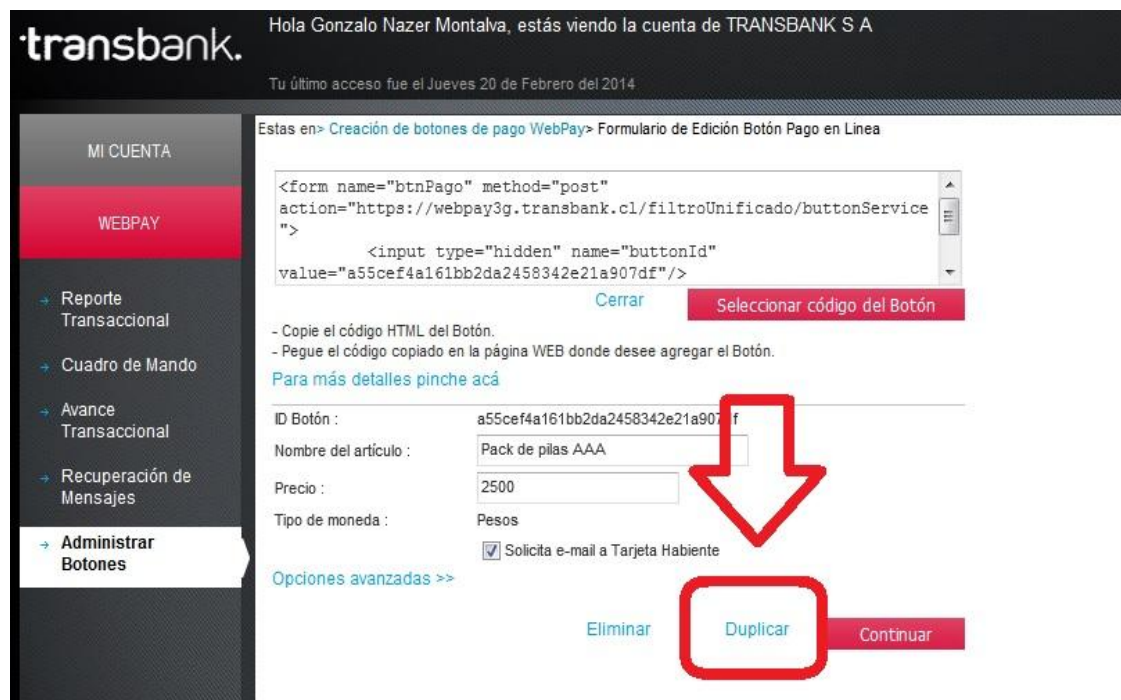 transbank.
Hola Gonzalo Nazer Montalva, estás viendo la cuenta de TRANSBANK S A
Tu último acceso fue el Jueves 20 de Febrero del 2014
MI CUENTA
WEBPAY
Reporte
Transaccional
Cuadro de Mando
Avance
Transaccional
Recuperación de
Mensajes
Administrar
Botones
Estas en> Creación de botones de pago WebPay> Formulario de Edición Botón Pago en Linea
<form name="btnPago" method="post"
action="https://webpay3g.transbank.cl/filtroUnificado/buttonService
">
<input type="hidden" name="buttonId"
value="a55cef4a161bb2da2458342e21a907df"/>
Cerrar
Seleccionar código del Botón
- Copie el código HTML del Botón.
- Pegue el código copiado en la página WEB donde desee agregar el Botón.
Para más detalles pinche acá
ID Botón : a55cef4a161bb2da2458342e21a907df
Nombre del artículo : Pack de pilas AAA
Precio : 2500
Tipo de moneda : Pesos
Solicita e-mail a Tarjeta Habiente
Opciones avanzadas >>
Eliminar
Duplicar
Continuar